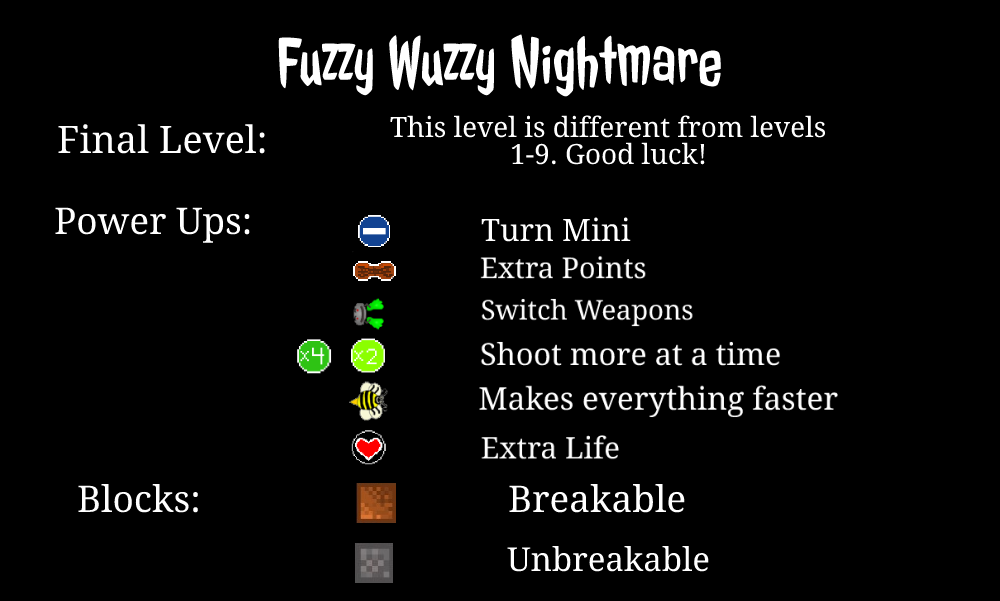 Fuzzy Wuzzy Nightmare
Final Level:
This level is different from levels
1-9. Good luck!
Power Ups:
Turn Mini
Extra Points
Switch Weapons
x4 x2 Shoot more at a time
Makes everything faster
Extra Life
Blocks:
Breakable
Unbreakable